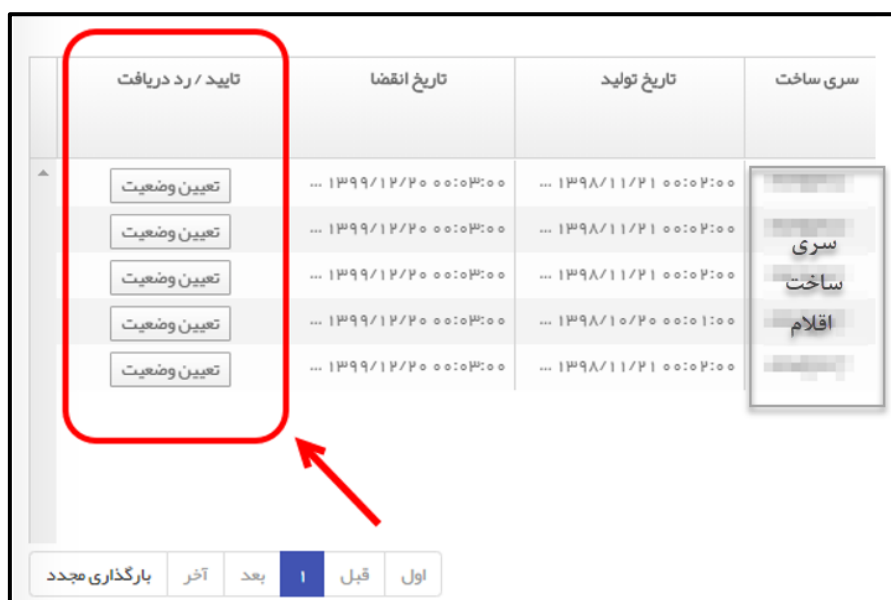 سری ساخت تاریخ تولید تاریخ انقضا تایید / رد دریافت
۱۳۹۸/۱۱/۲۱ ۰۰:۰۲:۰۰ ... ۱۳۹۹/۱۲/۲۰ ۰۰:۰۳:۰۰ ... تعیین وضعیت
۱۳۹۸/۱۱/۲۱ ۰۰:۰۲:۰۰ ... ۱۳۹۹/۱۲/۲۰ ۰۰:۰۳:۰۰ ... تعیین وضعیت
سری
۱۳۹۸/۱۱/۲۱ ۰۰:۰۲:۰۰ ... ۱۳۹۹/۱۲/۲۰ ۰۰:۰۳:۰۰ ... تعیین وضعیت
ساخت
۱۳۹۸/۱۰/۲۰ ۰۰:۰۱:۰۰ ... ۱۳۹۹/۱۲/۲۰ ۰۰:۰۳:۰۰ ... تعیین وضعیت
اقلام
۱۳۹۸/۱۱/۲۱ ۰۰:۰۲:۰۰ ... ۱۳۹۹/۱۲/۲۰ ۰۰:۰۳:۰۰ ... تعیین وضعیت
اول قبل ۱ بعد آخر بارگذاری مجدد